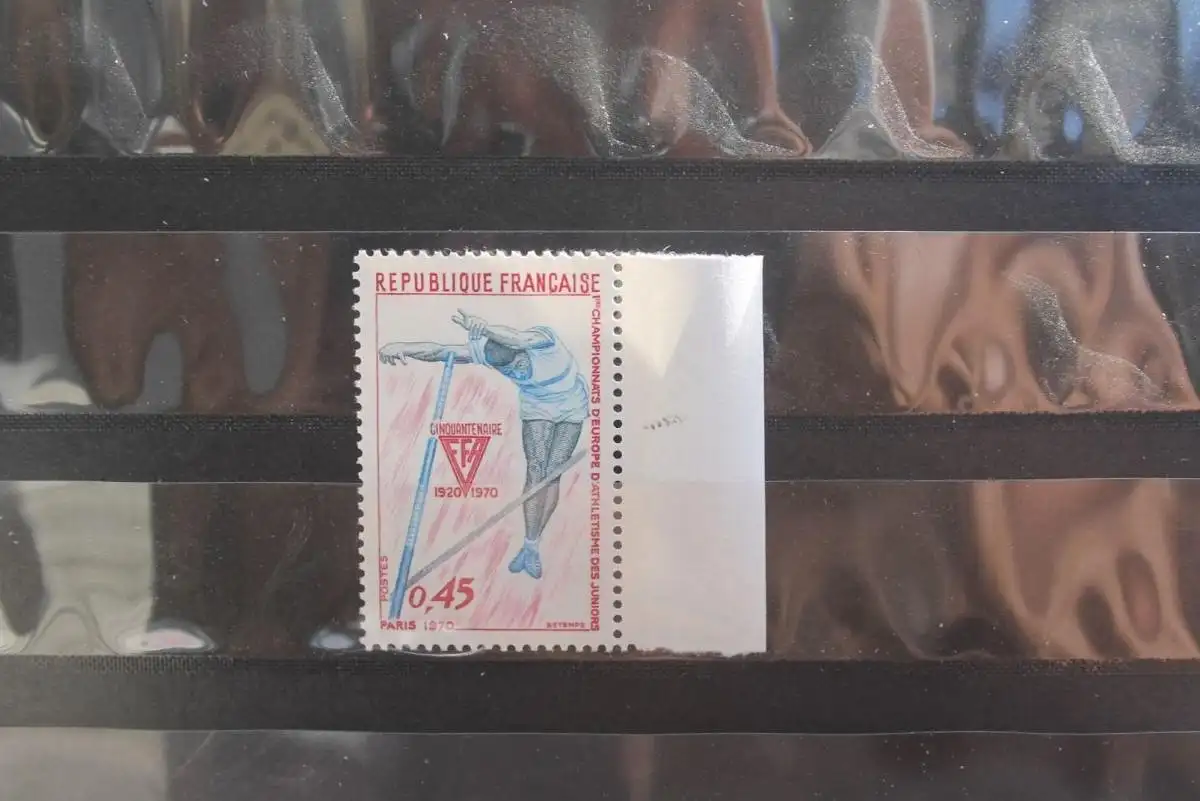 REPUBLIQUE FRANÇAISE
1ERS CHAMPIONNATS D'EUROPE D'ATHLETISME DES JUNIORS
CINQUANTENAIRE
FFA
1920 1970
POSTES
0,45
PARIS 1970
BETEMPS